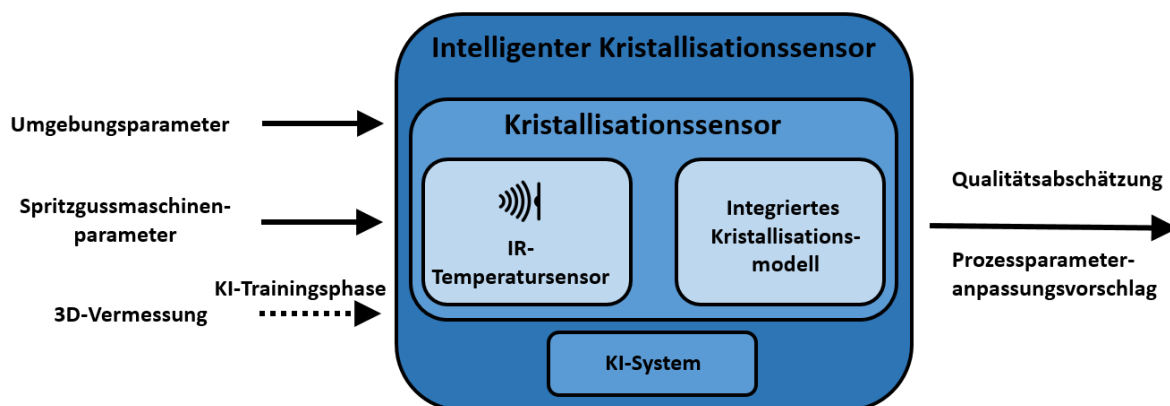 Intelligenter Kristallisationssensor
Umgebungsparameter
Spritzgussmaschinen-
parameter
KI-Trainingsphase
3D-Vermessung
Kristallisationssensor
IR-
Temperatursensor
Integriertes
Kristallisations-
modell
KI-System
Qualitätsabschätzung
Prozessparameter-
anpassungsvorschlag